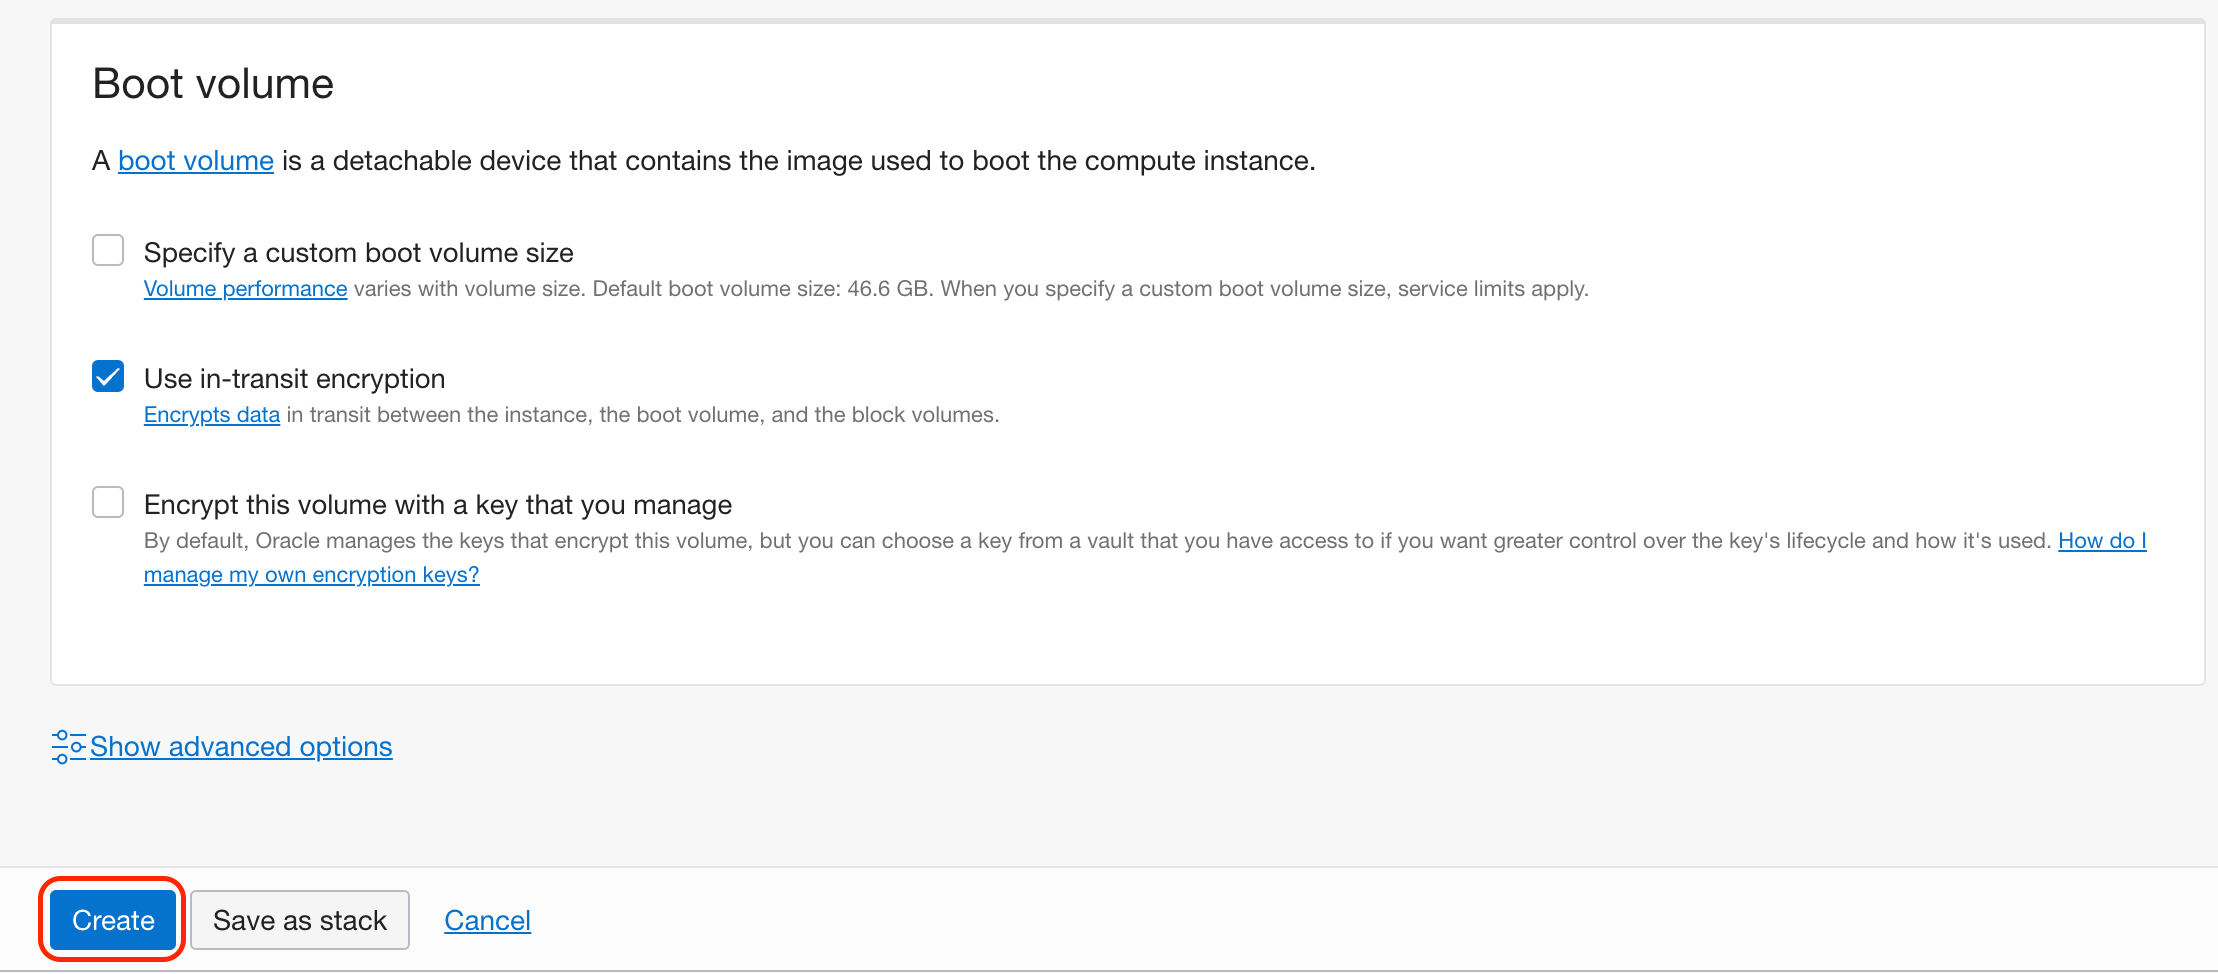 Boot volume
A boot volume is a detachable device that contains the image used to boot the compute instance.
Specify a custom boot volume size
Volume performance varies with volume size. Default boot volume size: 46.6 GB. When you specify a custom boot volume size, service limits apply.
Use in-transit encryption
Encrypts data in transit between the instance, the boot volume, and the block volumes.
Encrypt this volume with a key that you manage
By default, Oracle manages the keys that encrypt this volume, but you can choose a key from a vault that you have access to if you want greater control over the key's lifecycle and how it's used. How do I
manage my own encryption keys?
Show advanced options
Create Save as stack Cancel